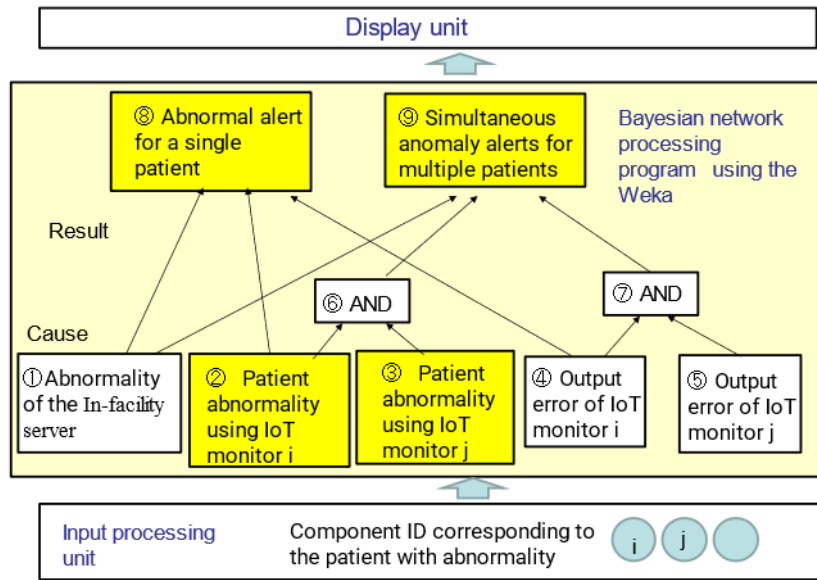 Display unit
⑧ Abnormal alert
for a single
patient
⑨ Simultaneous
anomaly alerts for
multiple patients
Bayesian network
processing
program using the
Weka
Result
⑥ AND
⑦ AND
Cause
①Abnormality
of the In-facility
server
② Patient
abnormality
using IoT
monitor i
③ Patient
abnormality
using IoT
monitor j
④ Output
error of IoT
monitor i
⑤ Output
error of IoT
monitor j
Input processing
unit
Component ID corresponding to
the patient with abnormality
i
j